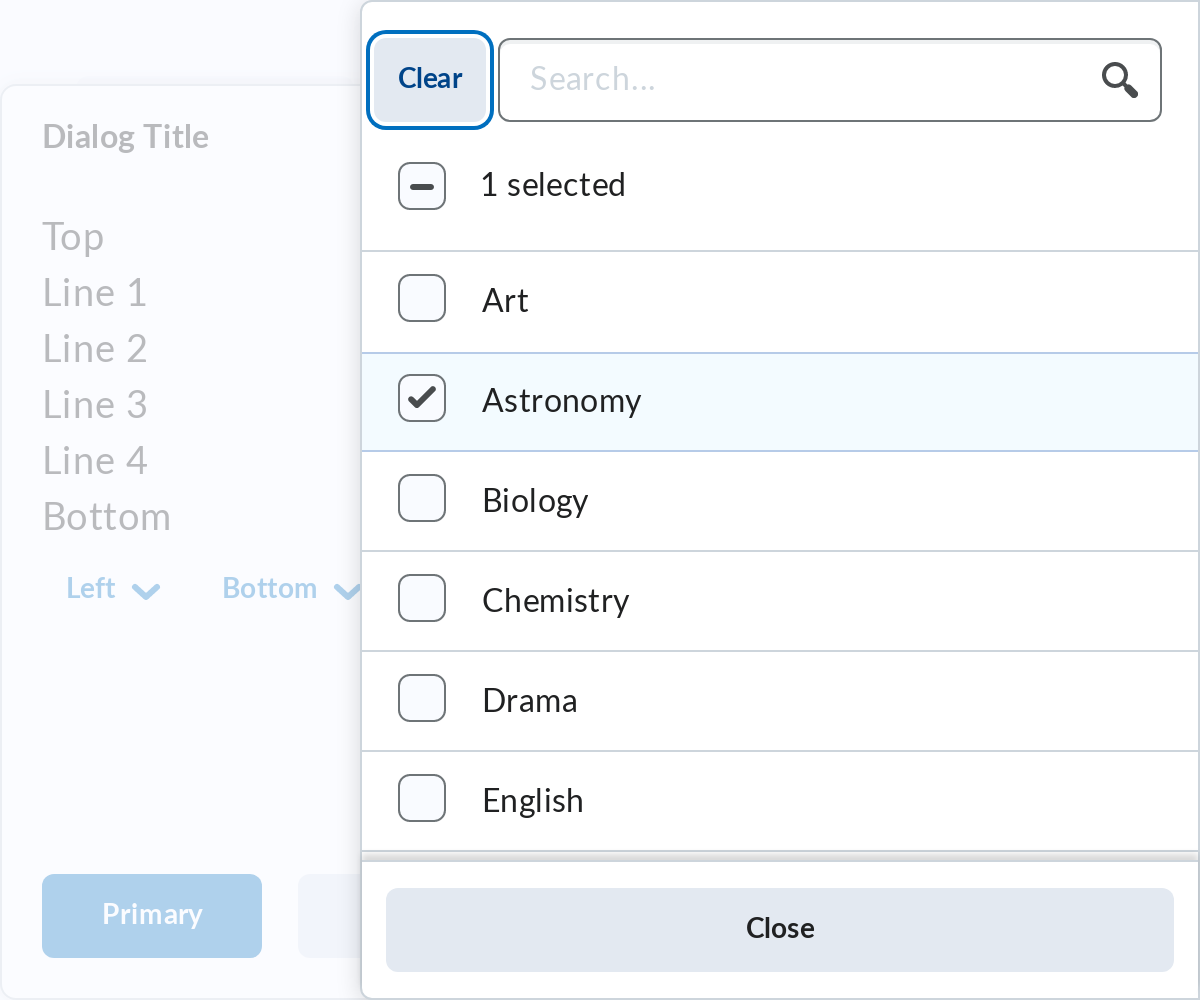 Clear
Search...
1 selected
Art
Astronomy
Biology
Chemistry
Drama
English
Close
Dialog Title
Top
Line 1
Line 2
Line 3
Line 4
Bottom
Left Bottom
Primary